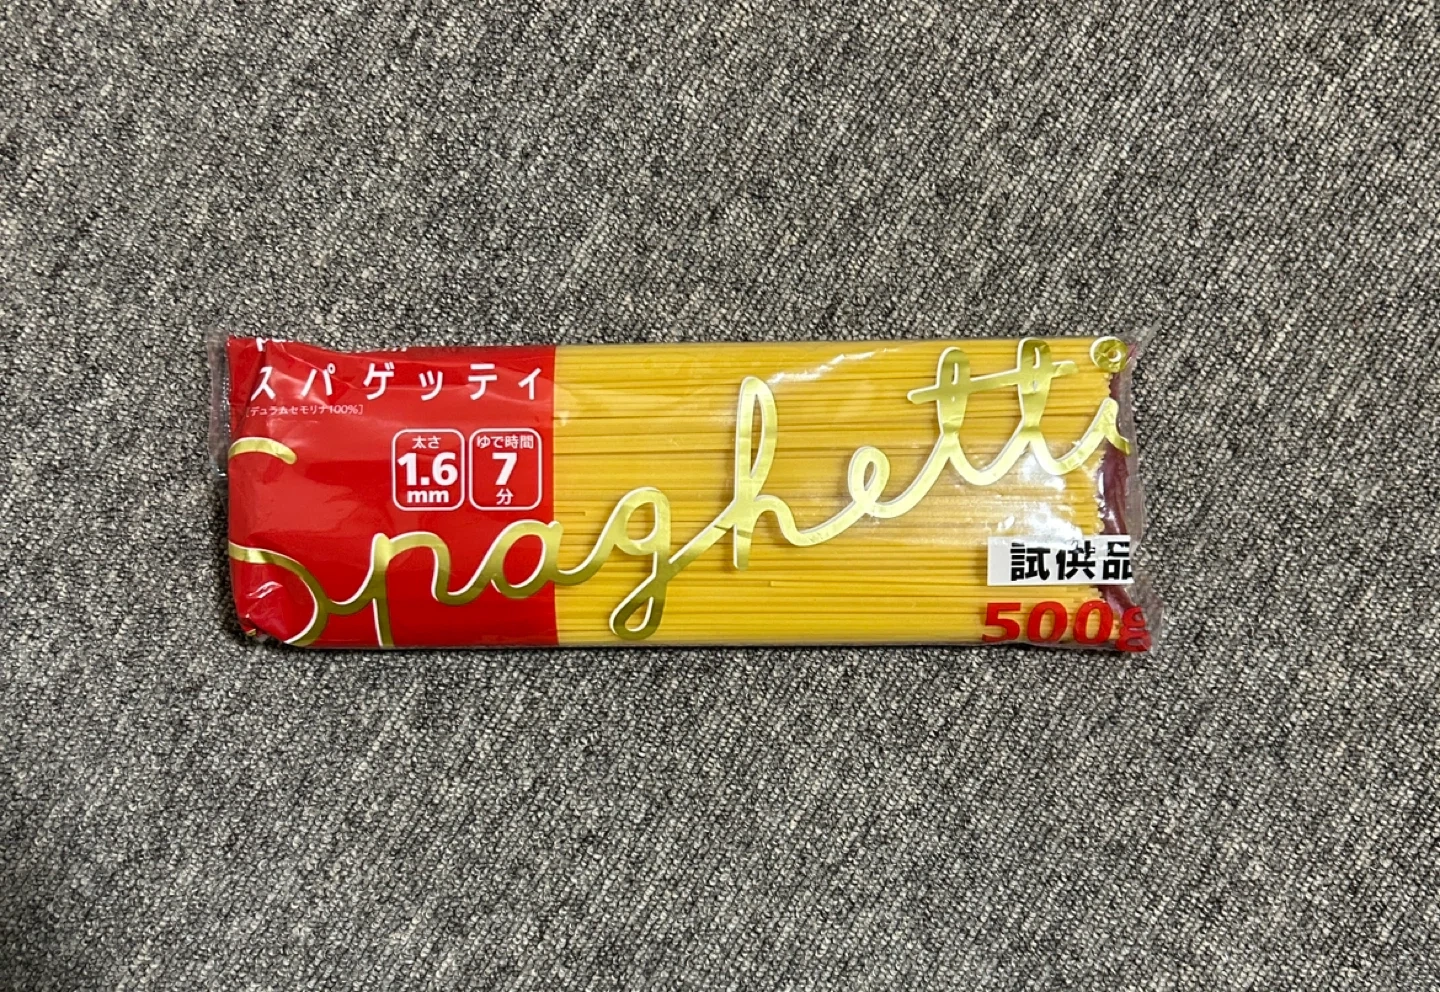 スパゲッティ
[デュラムセモリナ100%]
太さ
1.6
mm
ゆで時間
7
分
Spaghetti
試供品
500g